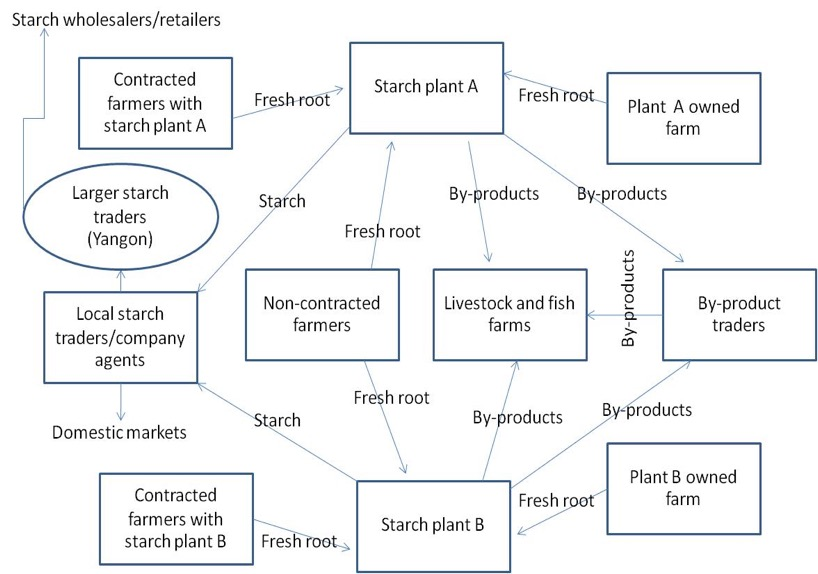 Starch wholesalers/retailers
Contracted
farmers with
starch plant A
Fresh root
Starch plant A
Fresh root
Plant A owned
farm
Larger starch
traders
(Yangon)
Starch
Fresh root
By-products
By-products
Local starch
traders/company
agents
Non-contracted
farmers
Livestock and fish
farms
By-products
By-product
traders
Domestic markets
Starch
Fresh root
By-products
By-products
Contracted
farmers with
starch plant B
Fresh root
Starch plant B
Fresh root
Plant B owned
farm